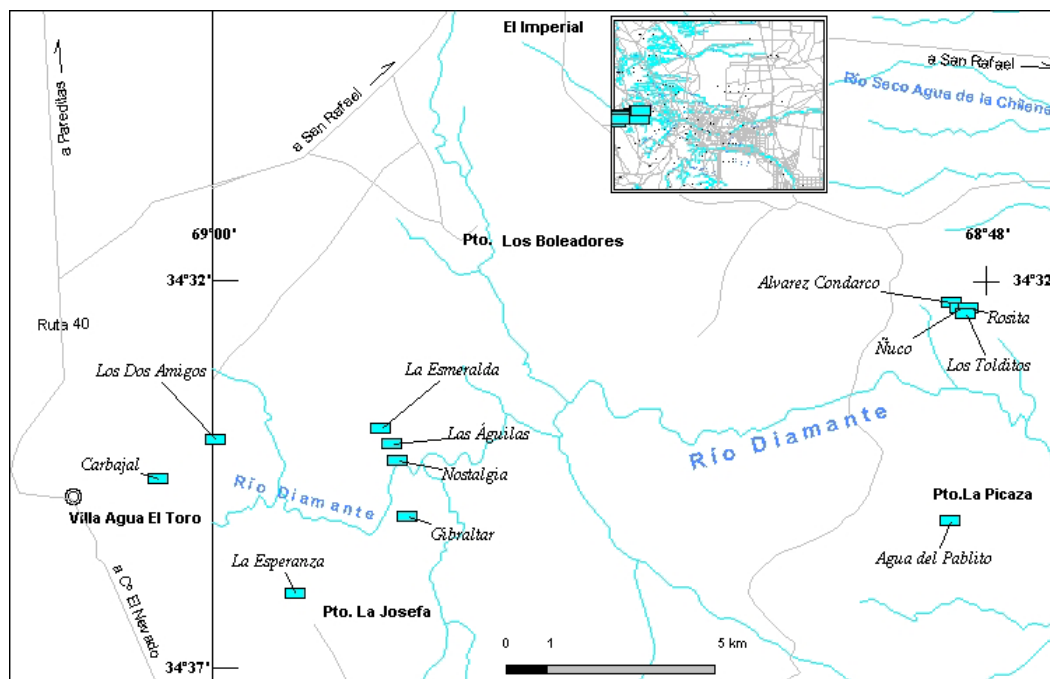 El Imperial
a San Rafael
Río Seco Agua de la Chilena
a Pareditas
a San Rafael
69°00'
Pto. Los Boleadores
68°48'
34°32'
34°32'
Alvarez Condarco
Rosita
Ruta 40
Ñuco
Los Tolditos
Los Dos Amigos
La Esmeralda
Las Águilas
Río Diamante
Carbajal
Nostalgia
Río Diamante
Pto.La Picaza
Villa Agua El Toro
Gibraltar
Agua del Pablito
La Esperanza
a Cº El Nevado
Pto. La Josefa
0 1 5 km
34°37'